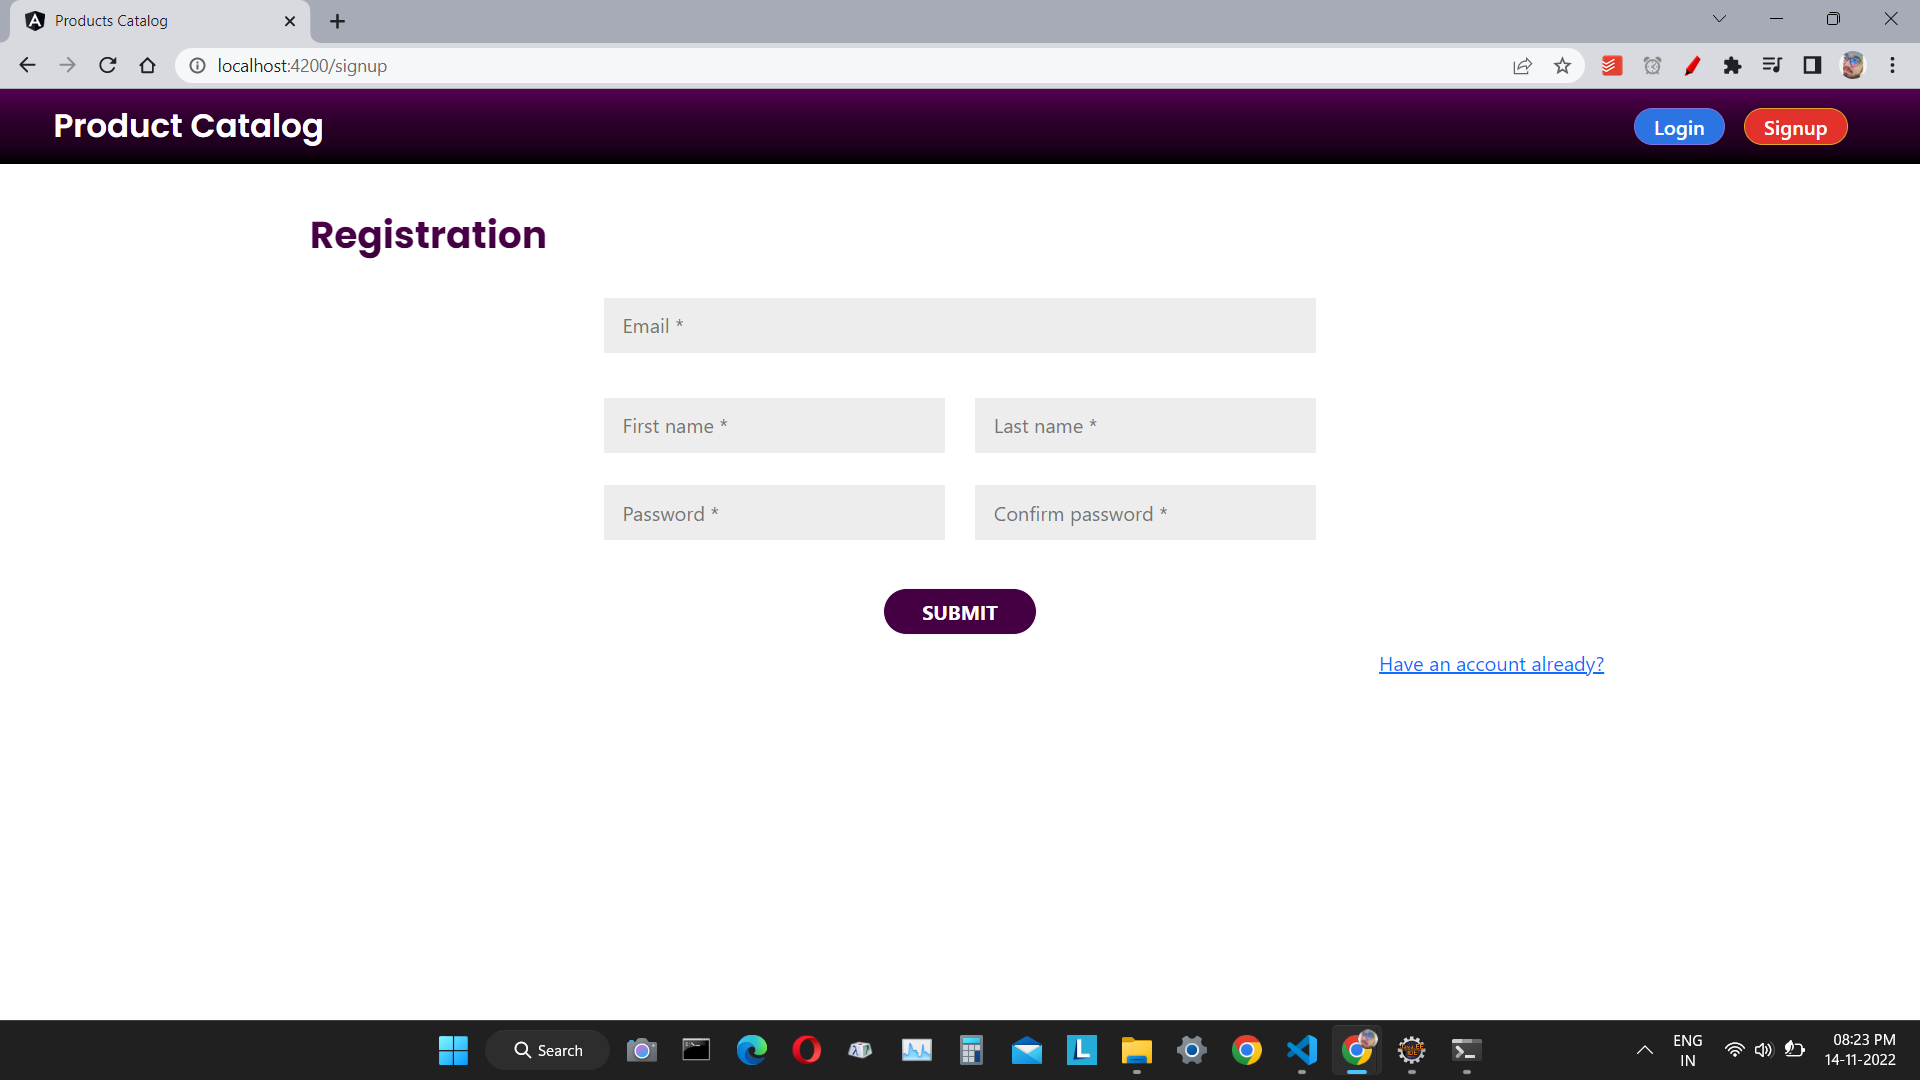 Products Catalog
localhost:4200/signup
Product Catalog
Login
Signup
Registration
Email *
First name *
Last name *
Password *
Confirm password *
SUBMIT
Have an account already?
Search
L
ENG
IN
08:23 PM
14-11-2022